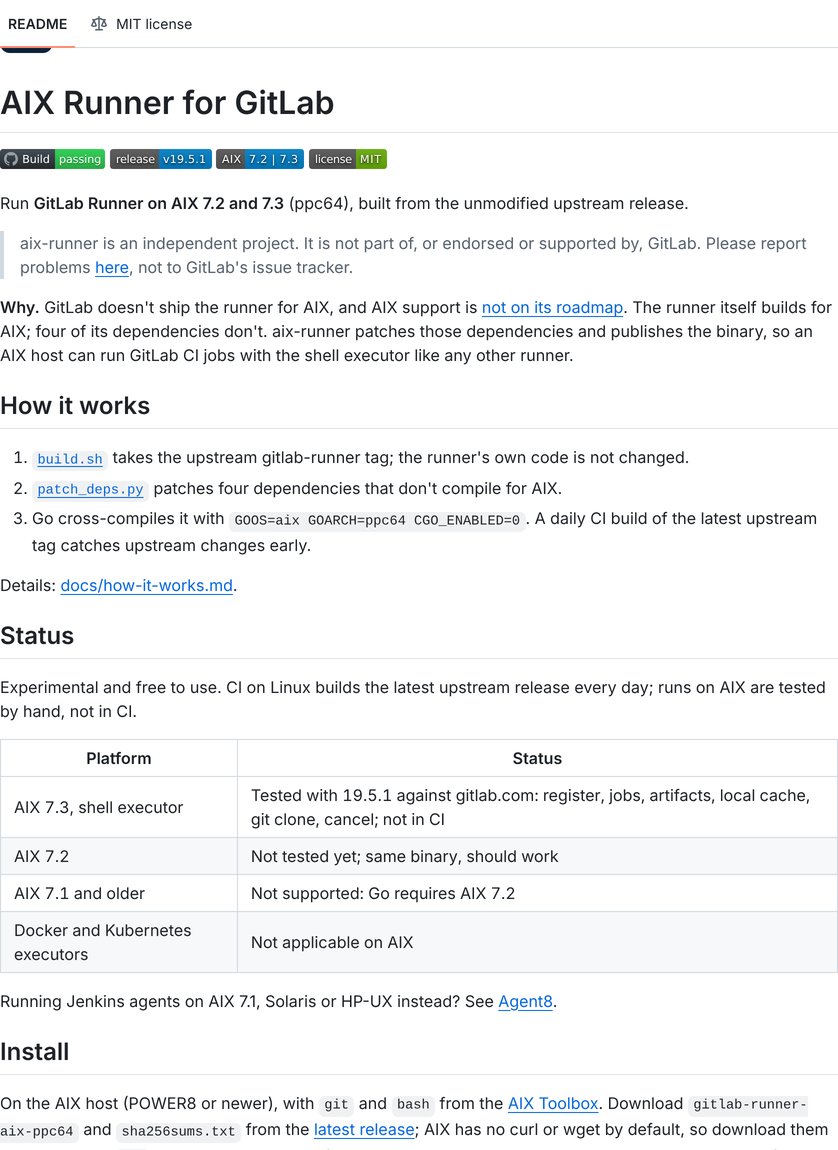 README
MIT license
AIX Runner for GitLab
Build passing release v19.5.1 AIX 7.2 | 7.3 license MIT
Run GitLab Runner on AIX 7.2 and 7.3 (ppc64), built from the unmodified upstream release.
aix-runner is an independent project. It is not part of, or endorsed or supported by, GitLab. Please report
problems here, not to GitLab's issue tracker.
Why. GitLab doesn't ship the runner for AIX, and AIX support is not on its roadmap. The runner itself builds for
AIX; four of its dependencies don't. aix-runner patches those dependencies and publishes the binary, so an
AIX host can run GitLab CI jobs with the shell executor like any other runner.
How it works
1. build.sh takes the upstream gitlab-runner tag; the runner's own code is not changed.
2. patch_deps.py patches four dependencies that don't compile for AIX.
3. Go cross-compiles it with GOOS=aix GOARCH=ppc64 CGO_ENABLED=0. A daily CI build of the latest upstream
tag catches upstream changes early.
Details: docs/how-it-works.md.
Status
Experimental and free to use. CI on Linux builds the latest upstream release every day; runs on AIX are tested
by hand, not in CI.
Platform Status
AIX 7.3, shell executor
Tested with 19.5.1 against gitlab.com: register, jobs, artifacts, local cache,
git clone, cancel; not in CI
AIX 7.2 Not tested yet; same binary, should work
AIX 7.1 and older Not supported: Go requires AIX 7.2
Docker and Kubernetes
executors
Not applicable on AIX
Running Jenkins agents on AIX 7.1, Solaris or HP-UX instead? See Agent8.
Install
On the AIX host (POWER8 or newer), with git and bash from the AIX Toolbox. Download gitlab-runner-
aix-ppc64 and sha256sums.txt from the latest release; AIX has no curl or wget by default, so download them